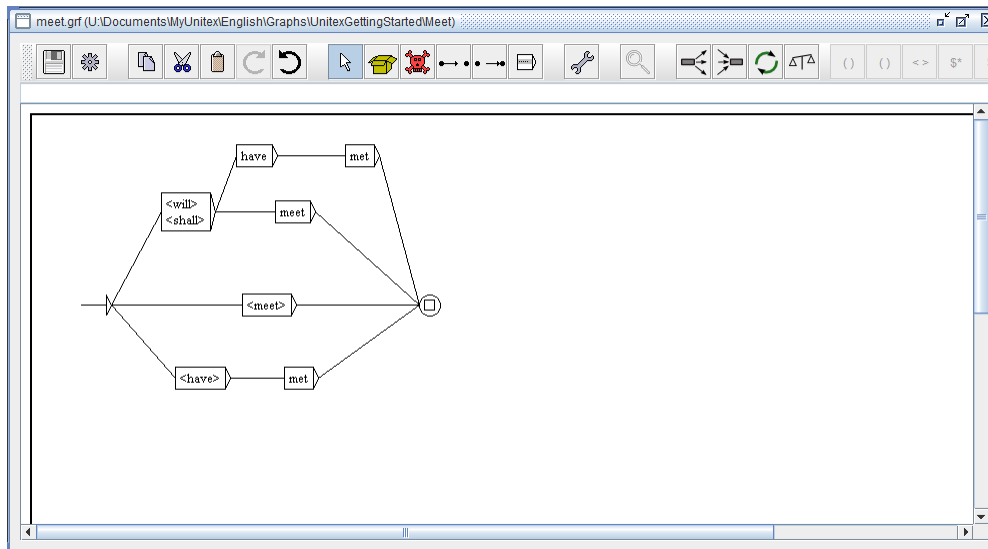 meet.grf (U:\Documents\MyUnitex\English\Graphs\UnitexGettingStarted\Meet)
( ) ( ) < > $*
have met
<will>
<shall>
meet
<meet>
<have> met